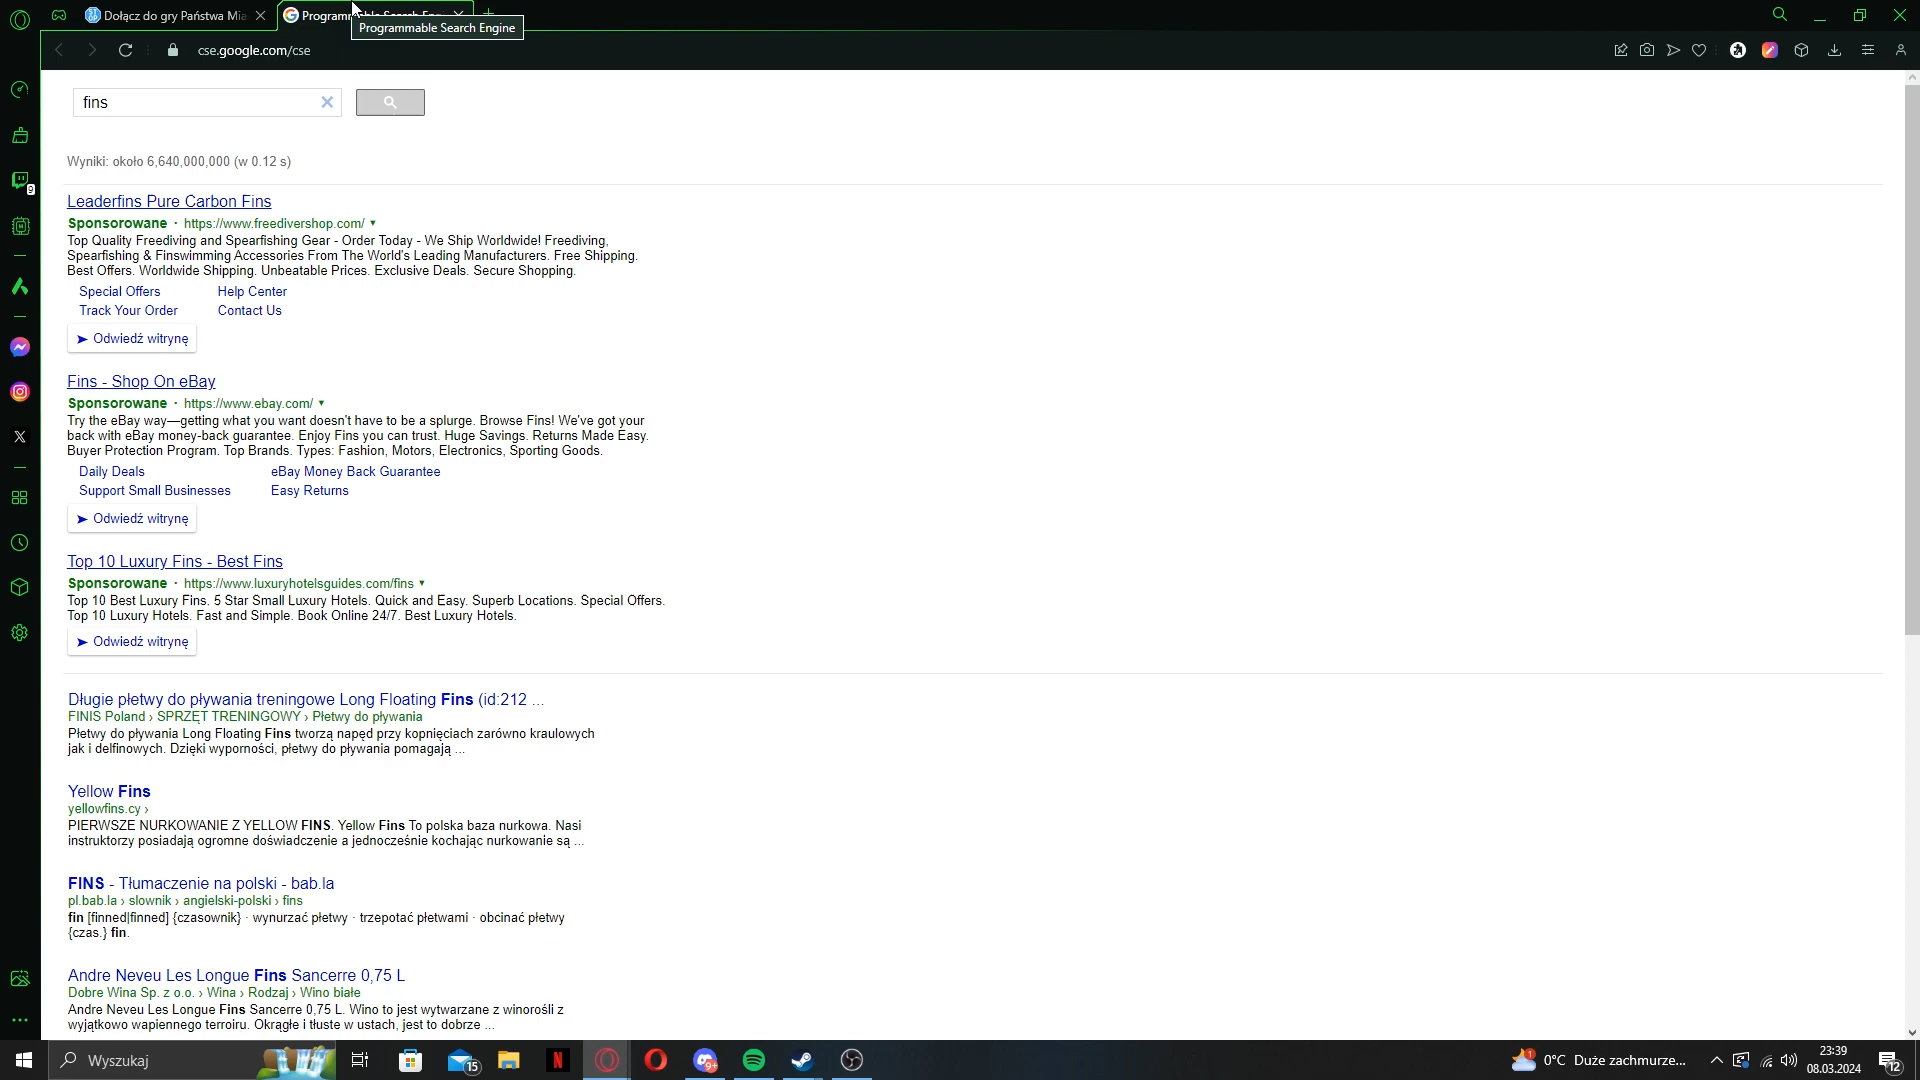 Dołącz do gry Państwa Mia
Programmable Search Engine
cse.google.com/cse
fins
Wyniki: około 6,640,000,000 (w 0.12 s)
Leaderfins Pure Carbon Fins
Sponsorowane · https://www.freedivershop.com/
Top Quality Freediving and Spearfishing Gear - Order Today - We Ship Worldwide! Freediving,
Spearfishing & Finswimming Accessories From The World's Leading Manufacturers. Free Shipping.
Best Offers. Worldwide Shipping. Unbeatable Prices. Exclusive Deals. Secure Shopping.
Special Offers Help Center
Track Your Order Contact Us
Odwiedź witrynę
Fins - Shop On eBay
Sponsorowane · https://www.ebay.com/
Try the eBay way—getting what you want doesn't have to be a splurge. Browse Fins! We've got your
back with eBay money-back guarantee. Enjoy Fins you can trust. Huge Savings. Returns Made Easy.
Buyer Protection Program. Top Brands. Types: Fashion, Motors, Electronics, Sporting Goods.
Daily Deals eBay Money Back Guarantee
Support Small Businesses Easy Returns
Odwiedź witrynę
Top 10 Luxury Fins - Best Fins
Sponsorowane · https://www.luxuryhotelsguides.com/fins
Top 10 Best Luxury Fins. 5 Star Small Luxury Hotels. Quick and Easy. Superb Locations. Special Offers.
Top 10 Luxury Hotels. Fast and Simple. Book Online 24/7. Best Luxury Hotels.
Odwiedź witrynę
Długie płetwy do pływania treningowe Long Floating Fins (id:212 ...
FINIS Poland › SPRZĘT TRENINGOWY › Płetwy do pływania
Płetwy do pływania Long Floating Fins tworzą napęd przy kopnięciach zarówno kraulowych
jak i delfinowych. Dzięki wyporności, płetwy do pływania pomagają ...
Yellow Fins
yellowfins.cy ›
PIERWSZE NURKOWANIE Z YELLOW FINS. Yellow Fins To polska baza nurkowa. Nasi
instruktorzy posiadają ogromne doświadczenie a jednocześnie kochając nurkowanie są ...
FINS - Tłumaczenie na polski - bab.la
pl.bab.la › slownik › angielski-polski › fins
fin [finned|finned] {czasownik} · wynurzać płetwy · trzepotać płetwami · obcinać płetwy
{czas.} fin.
Andre Neveu Les Longue Fins Sancerre 0,75 L
Dobre Wina Sp. z o.o. › Wina › Rodzaj › Wino białe
Andre Neveu Les Longue Fins Sancerre 0,75 L. Wino to jest wytwarzane z winorośli z
wyjątkowo wapiennego terroiru. Okrągłe i tłuste w ustach, jest to dobrze ...
9
Wyszukaj
15
9+
1
0°C Duże zachmurze...
23:39
08.03.2024
12